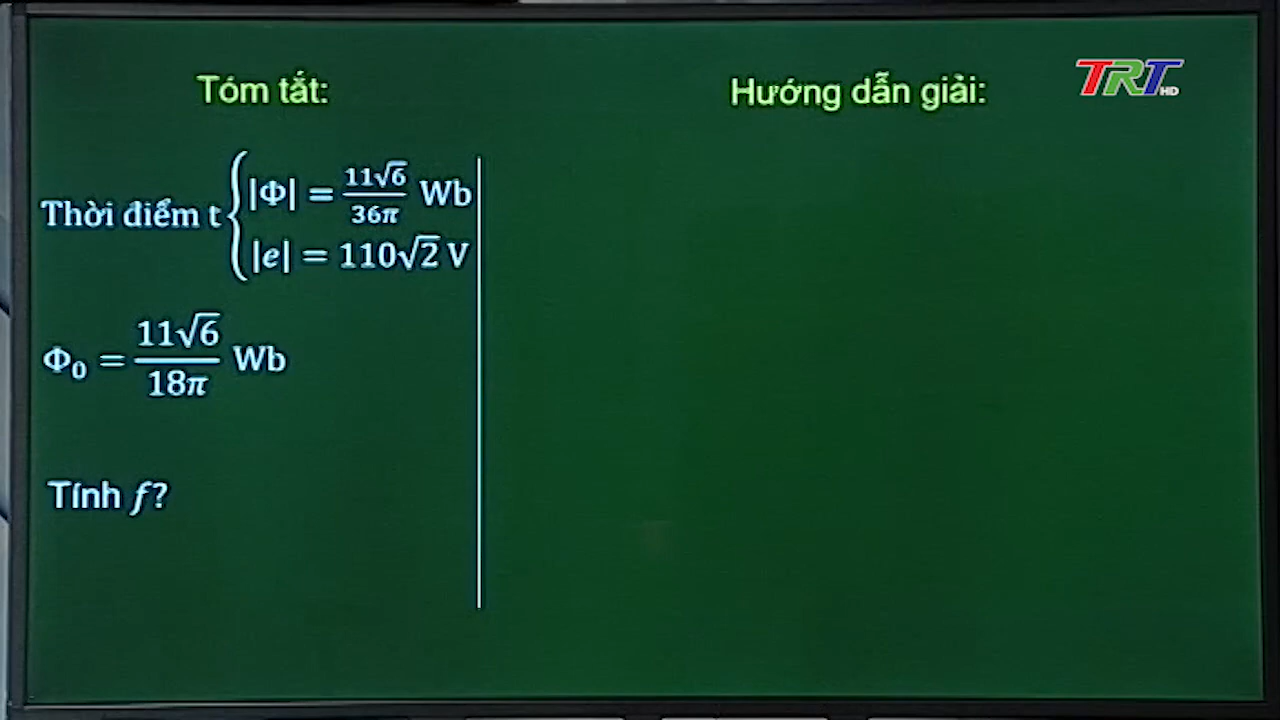 Tóm tắt:
Hướng dẫn giải:
TRT HD
Thời điểm t { |Φ| = 11√6/36π Wb
|e| = 110√2 V
Φ₀ = 11√6/18π Wb
Tính f?